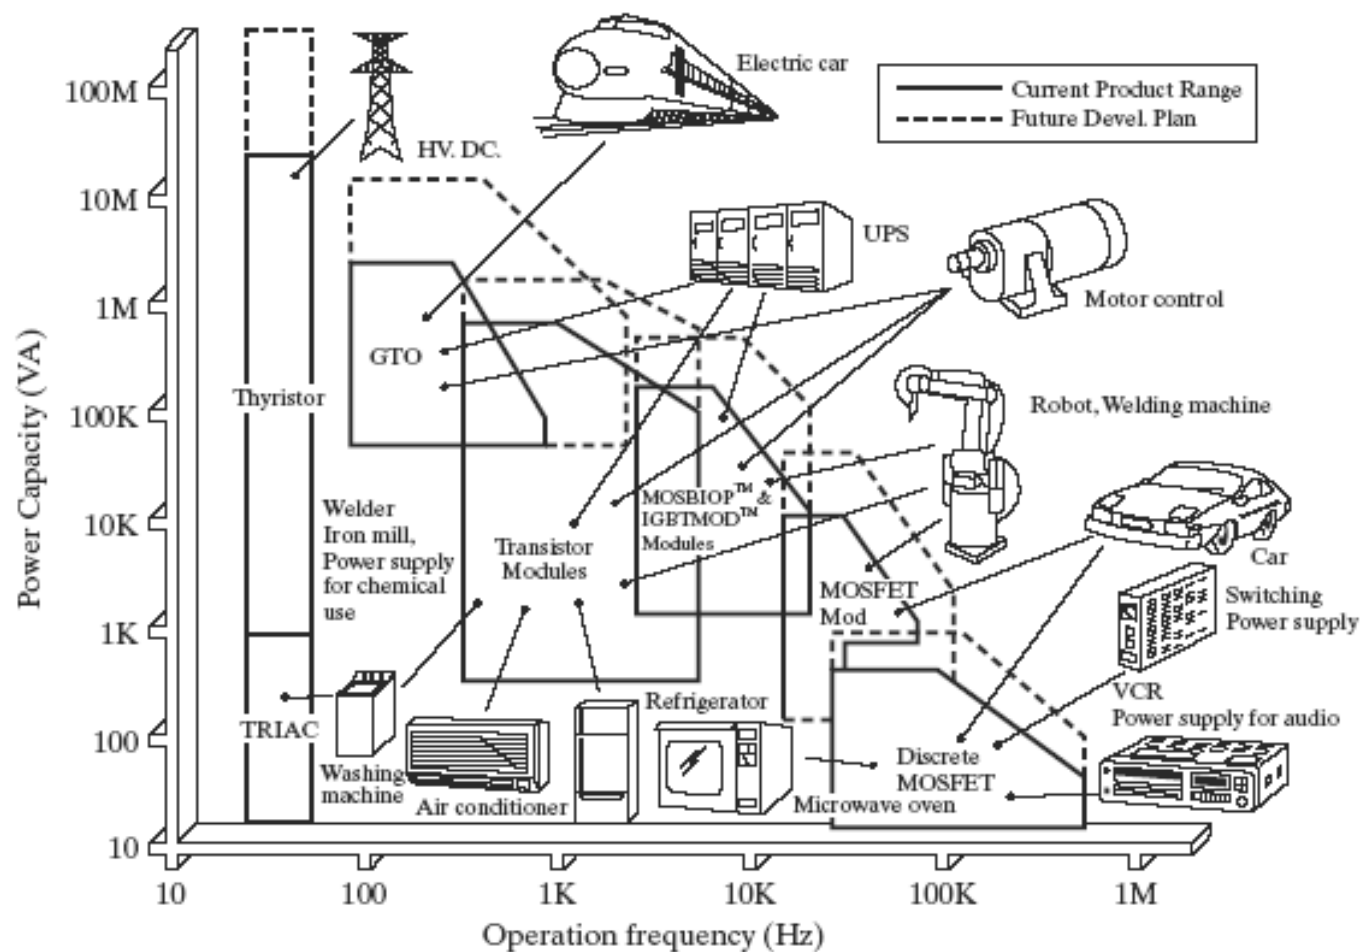 Electric car
Current Product Range
Future Devel. Plan
100M
HV. DC.
10M
UPS
1M
Motor control
GTO
Thyristor
Power Capacity (VA)
100K
Robot, Welding machine
MOSBIOP™ &
IGBTMOD™
Modules
Welder
Iron mill,
Power supply
for chemical
use
10K
Transistor
Modules
Car
MOSFET
Mod
Switching
Power supply
1K
Refrigerator
VCR
Power supply for audio
TRIAC
100
Discrete
MOSFET
Washing
machine
Air conditioner
Microwave oven
10
10
100
1K
10K
100K
1M
Operation frequency (Hz)